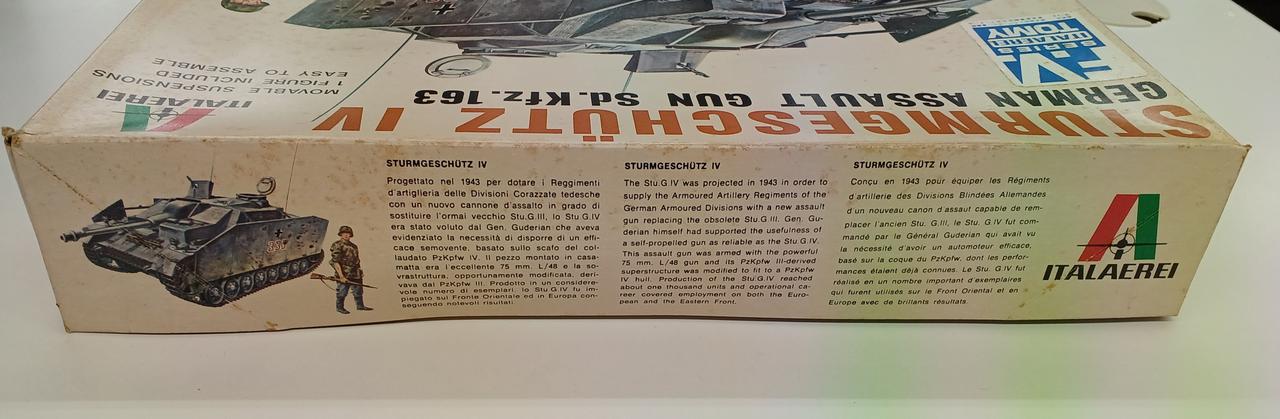 STURMGESCHÜTZ IV
GERMAN ASSAULT GUN Sd.Kfz.163
ITALAEREI
MOVABLE SUSPENSIONS
1 FIGURE INCLUDED
EASY TO ASSEMBLE
ITALAEREI
TOMY
SERIES
STURMGESCHÜTZ IV
Progettato nel 1943 per dotare i Reggimenti
d'artiglieria delle Divisioni Corazzate tedesche
con un nuovo cannone d'assalto in grado di
sostituire l'ormai vecchio Stu.G.III, lo Stu G.IV
era stato voluto dal Gen. Guderian che aveva
evidenziato la necessità di disporre di un effi-
cace semovente, basato sullo scafo del col-
laudato PzKpfw IV. Il pezzo montato in casa-
matta era l'eccellente 75 mm. L/48 e la so-
vrastruttura, opportunamente modificata, deri-
vava dal PzKpfw III. Prodotto in un considere-
vole numero di esemplari, lo Stu.G.IV fu im-
piegato sul Fronte Orientale ed in Europa con-
seguendo notevoli risultati.
STURMGESCHÜTZ IV
The Stu.G.IV was projected in 1943 in order to
supply the Armoured Artillery Regiments of the
German Armoured Divisions with a new assault
gun replacing the obsolete Stu.G.III. Gen. Gu-
derian himself had supported the usefulness of
a self-propelled gun as reliable as the Stu.G.IV.
This assault gun was armed with the powerful
75 mm. L/48 gun and its PzKpfw III-derived
superstructure was modified to fit to a PzKpfw
IV hull. Production of the Stu.G.IV reached
about one thousand units and operational ca-
reer covered employment on both the Euro-
pean and the Eastern Front.
STURMGESCHÜTZ IV
Conçu en 1943 pour équiper les Régiments
d'artillerie des Divisions Blindées Allemandes
d'un nouveau canon d'assaut capable de rem-
placer l'ancien Stu. G.III, le Stu. G.IV fut com-
mandé par le Général Guderian qui avait vu
la nécessité d'avoir un automoteur efficace,
basé sur la coque du PzKpfw, dont les perfor-
mances étaient déjà connues. Le Stu. G.IV fut
réalisé en un nombre important d'exemplaires
qui furent utilisés sur le Front Oriental et en
Europe avec de brillants résultats.
ITALAEREI